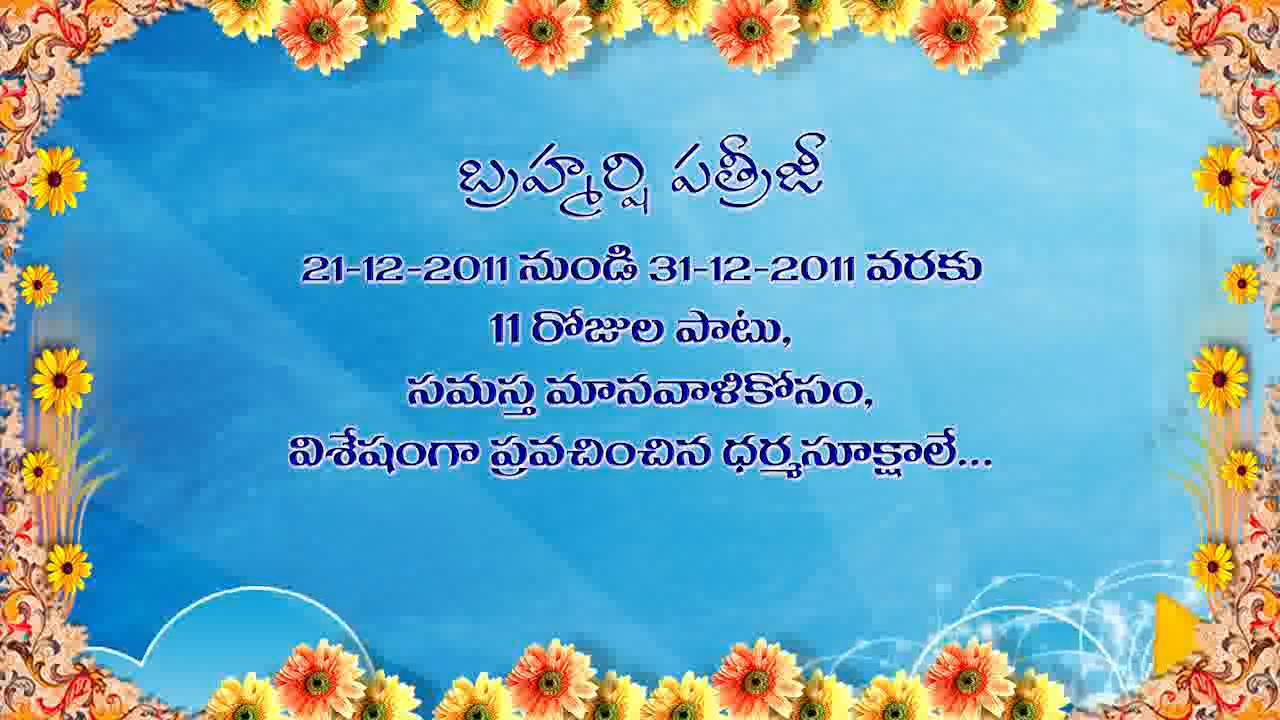 బ్రహ్మర్షి పత్రీజీ
21-12-2011 నుండి 31-12-2011 వరకు
11 రోజుల పాటు,
సమస్త మానవాళికోసం,
విశేషంగా ప్రవచించిన ధర్మసూక్షాలే...